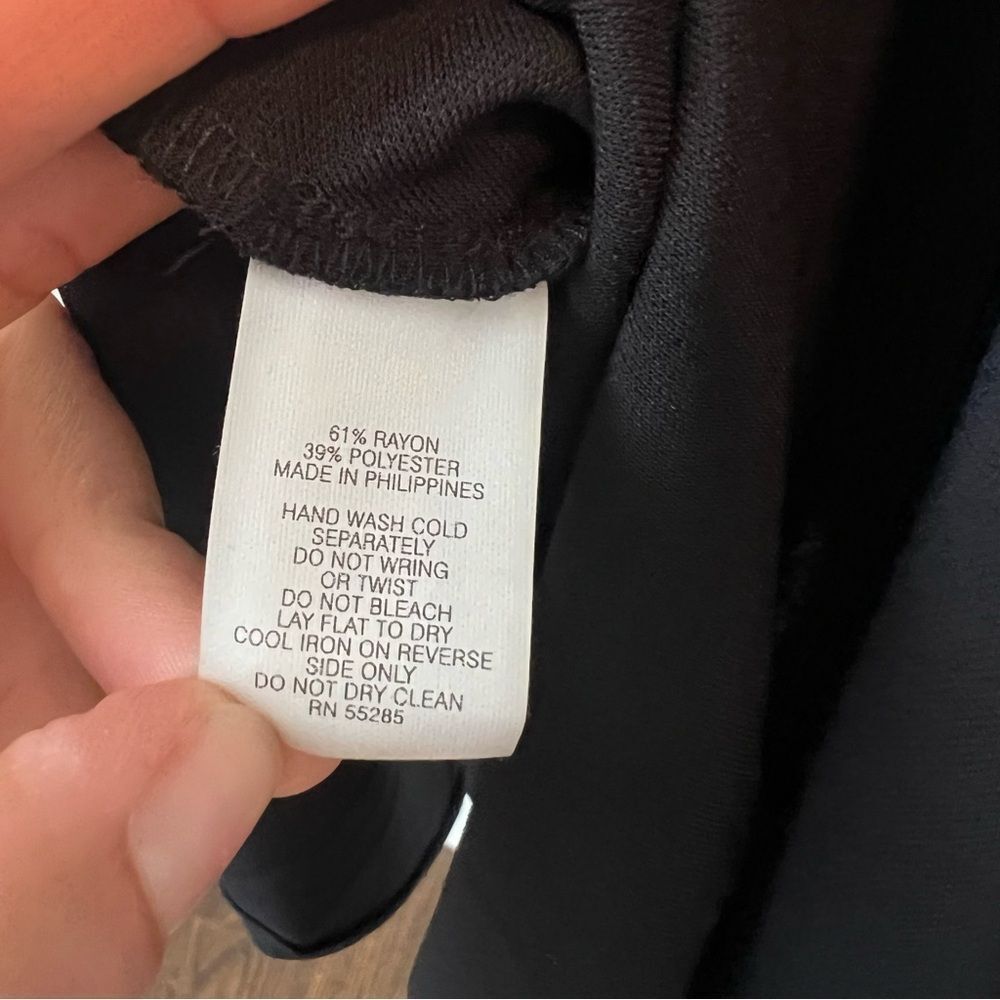 61% RAYON
39% POLYESTER
MADE IN PHILIPPINES
HAND WASH COLD
SEPARATELY
DO NOT WRING
OR TWIST
DO NOT BLEACH
LAY FLAT TO DRY
COOL IRON ON REVERSE
SIDE ONLY
DO NOT DRY CLEAN
RN 55285